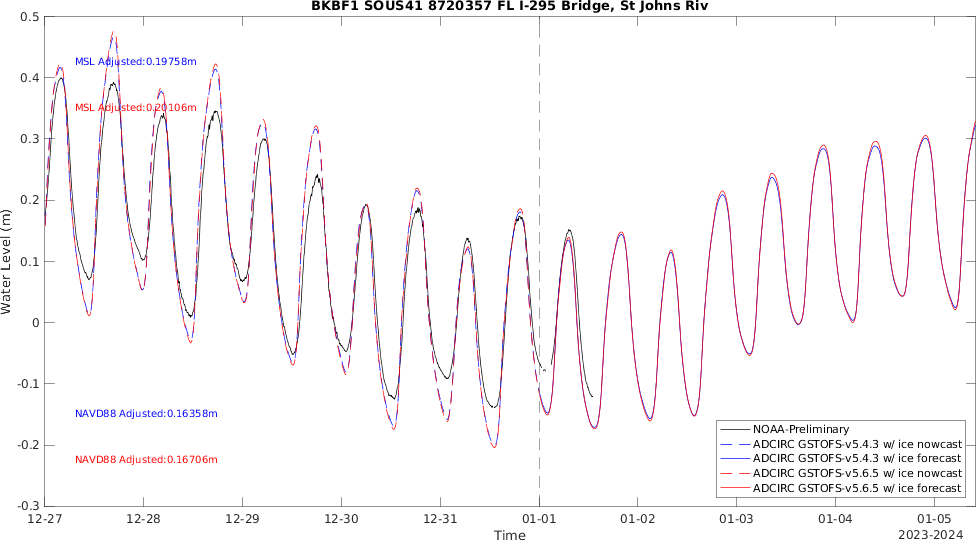 BKBF1 SOUS41 8720357 FL I-295 Bridge, St Johns Riv
0.5
0.4
0.3
0.2
0.1
0
-0.1
-0.2
-0.3
Water Level (m)
MSL Adjusted:0.19758m
MSL Adjusted:0.20106m
NAVD88 Adjusted:0.16358m
NAVD88 Adjusted:0.16706m
NOAA-Preliminary
ADCIRC GSTOFS-v5.4.3 w/ ice nowcast
ADCIRC GSTOFS-v5.4.3 w/ ice forecast
ADCIRC GSTOFS-v5.6.5 w/ ice nowcast
ADCIRC GSTOFS-v5.6.5 w/ ice forecast
12-27 12-28 12-29 12-30 12-31 01-01 01-02 01-03 01-04 01-05
Time
2023-2024